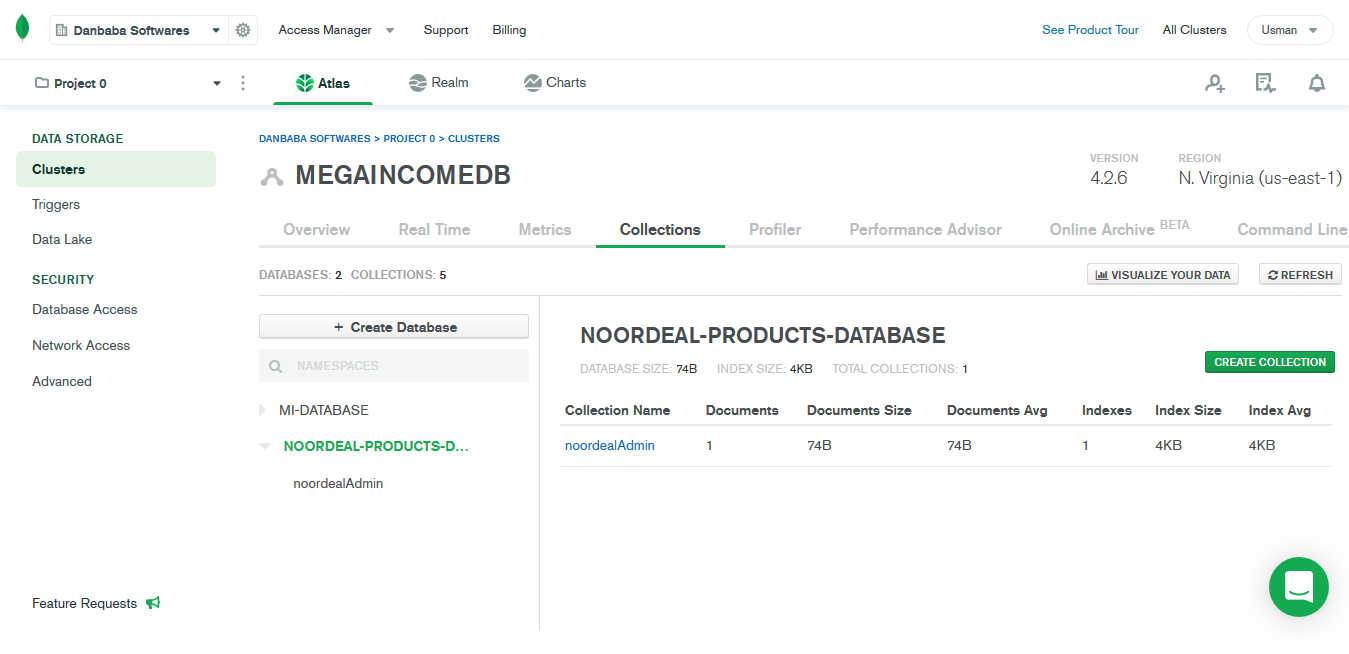 Danbaba Softwares Access Manager Support Billing See Product Tour All Clusters Usman
Project 0 Atlas Realm Charts
DATA STORAGE
Clusters
Triggers
Data Lake
SECURITY
Database Access
Network Access
Advanced
Feature Requests
DANBABA SOFTWARES > PROJECT 0 > CLUSTERS
MEGAINCOMEDB
VERSION
4.2.6
REGION
N. Virginia (us-east-1)
Overview Real Time Metrics Collections Profiler Performance Advisor Online Archive BETA Command Line
DATABASES: 2 COLLECTIONS: 5
VISUALIZE YOUR DATA REFRESH
+ Create Database
NAMESPACES
MI-DATABASE
NOORDEAL-PRODUCTS-D...
noordealAdmin
NOORDEAL-PRODUCTS-DATABASE
DATABASE SIZE: 74B INDEX SIZE: 4KB TOTAL COLLECTIONS: 1
CREATE COLLECTION
Collection Name Documents Documents Size Documents Avg Indexes Index Size Index Avg
noordealAdmin 1 74B 74B 1 4KB 4KB